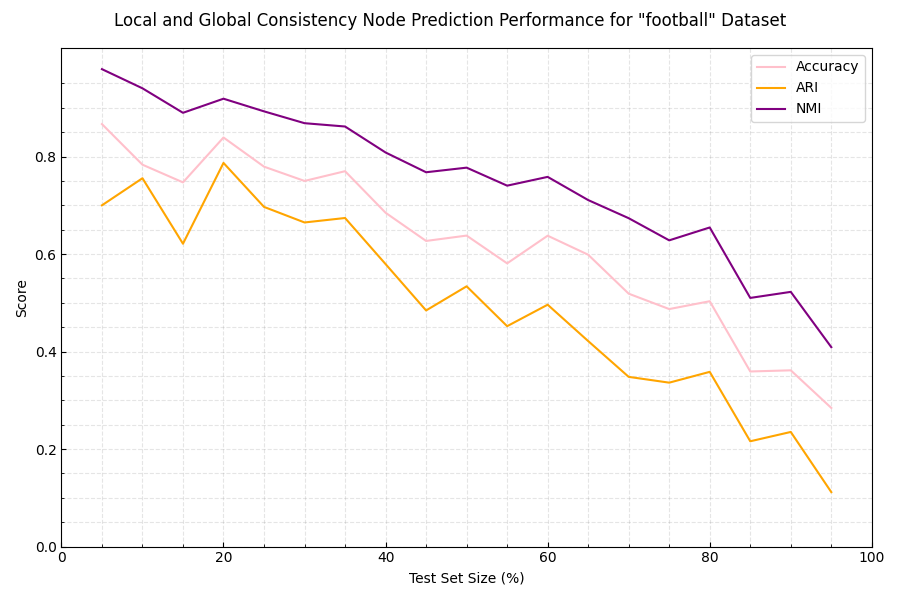 Local and Global Consistency Node Prediction Performance for "football" Dataset
Accuracy
ARI
NMI
Score
0.8
0.6
0.4
0.2
0.0
0
20
40
60
80
100
Test Set Size (%)